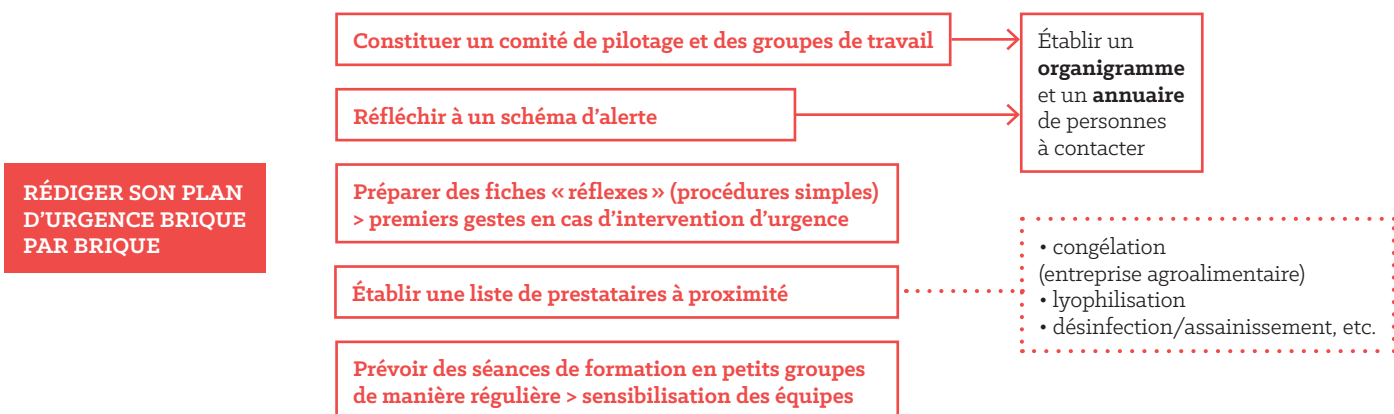 RÉDIGER SON PLAN
D'URGENCE BRIQUE
PAR BRIQUE
Constituer un comité de pilotage et des groupes de travail
Établir un
organigramme
et un annuaire
de personnes
à contacter
Réfléchir à un schéma d'alerte
Préparer des fiches « réflexes » (procédures simples)
> premiers gestes en cas d'intervention d'urgence
Établir une liste de prestataires à proximité
• congélation
(entreprise agroalimentaire)
• lyophilisation
• désinfection/assainissement, etc.
Prévoir des séances de formation en petits groupes
de manière régulière > sensibilisation des équipes